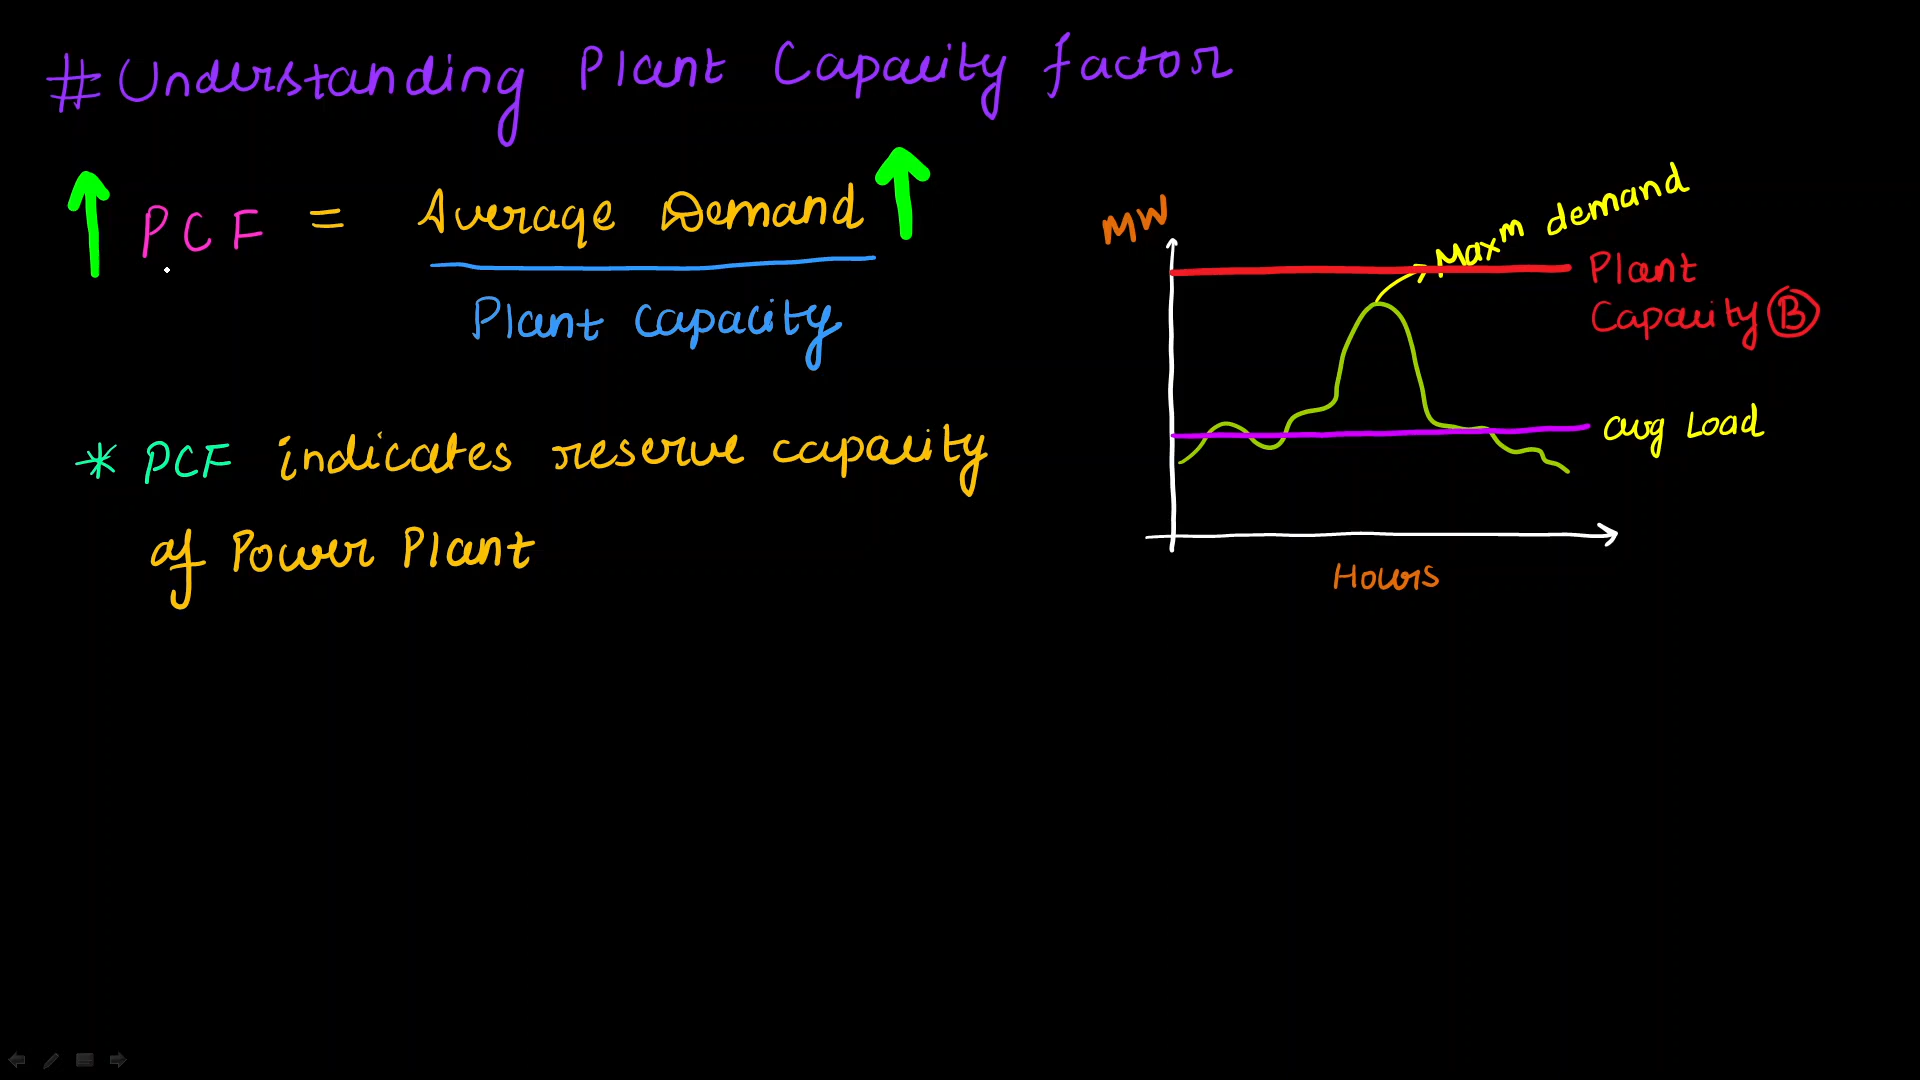 # Understanding Plant Capacity factor
PCF = Average Demand
Plant Capacity
* PCF indicates reserve capacity
of Power Plant
MW
Maxm demand
Plant
Capacity B
avg Load
Hours